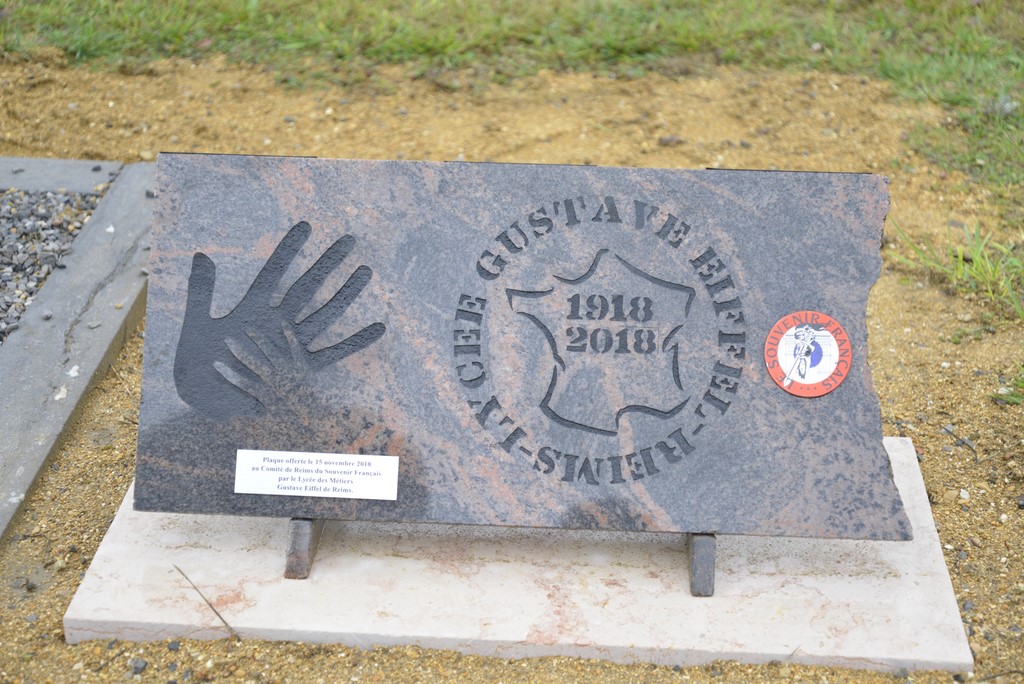 LYCEE GUSTAVE EIFFEL-REIMS-
1918
2018
LE SOUVENIR FRANÇAIS
Plaque offerte le 15 novembre 2018
au Comité de Reims du Souvenir Français
par le Lycée des Métiers
Gustave Eiffel de Reims.